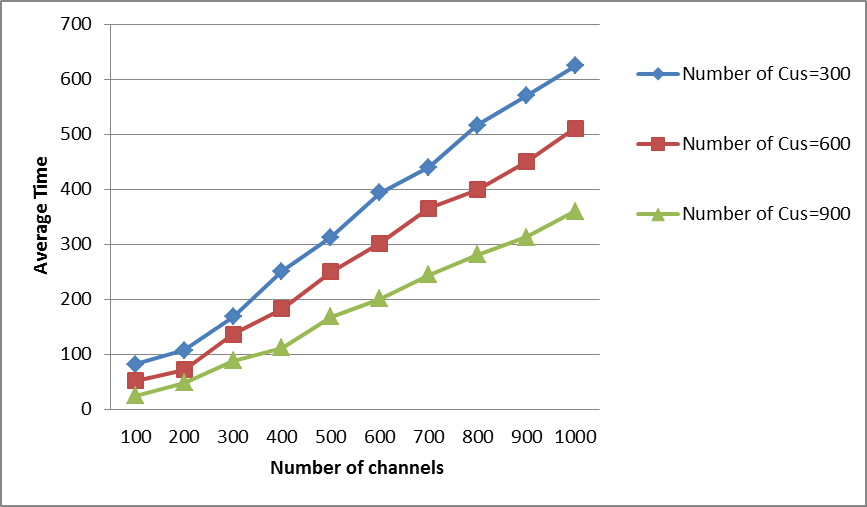 700
600
500
400
300
200
100
0
Average Time
100 200 300 400 500 600 700 800 900 1000
Number of channels
Number of Cus=300
Number of Cus=600
Number of Cus=900